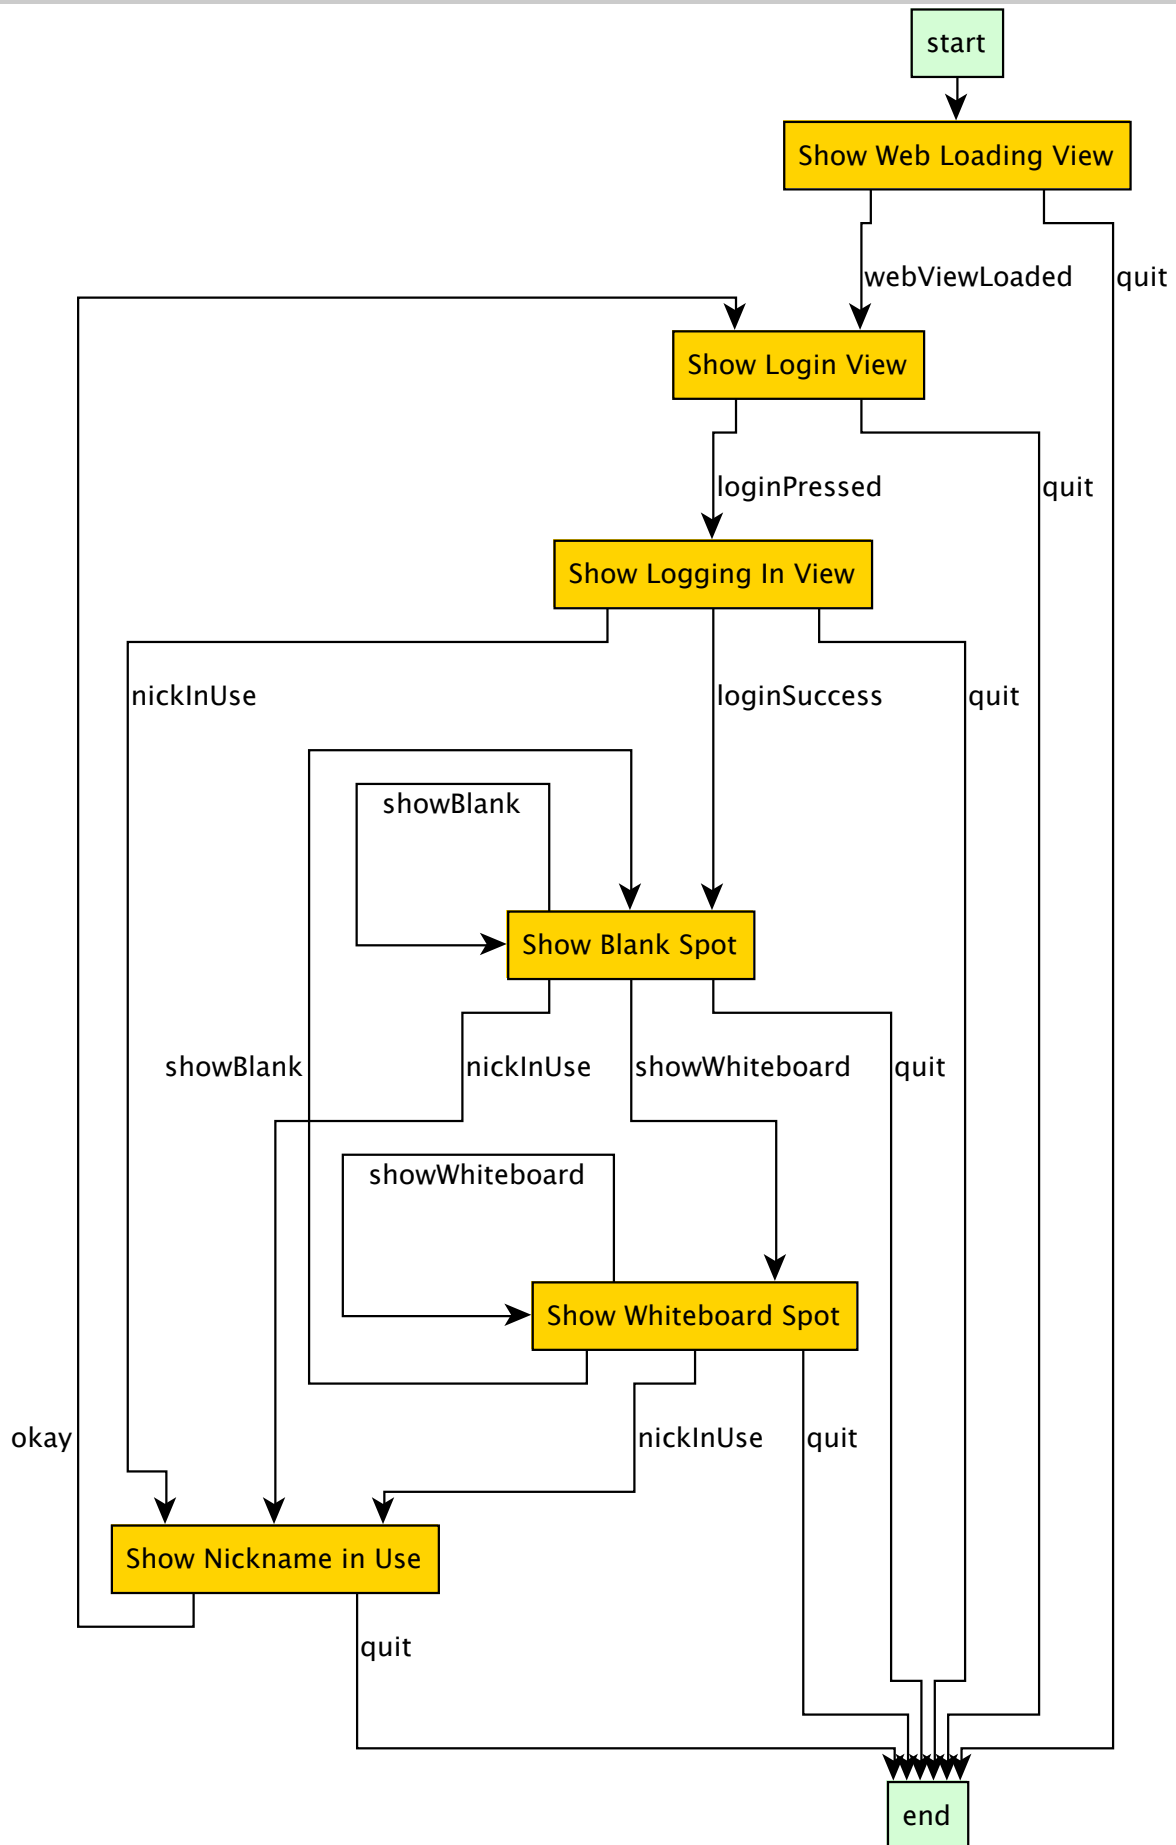 start
Show Web Loading View
webViewLoaded
quit
Show Login View
loginPressed
quit
Show Logging In View
nickInUse
loginSuccess
quit
showBlank
Show Blank Spot
showBlank
nickInUse
showWhiteboard
quit
showWhiteboard
Show Whiteboard Spot
okay
nickInUse
quit
Show Nickname in Use
quit
end